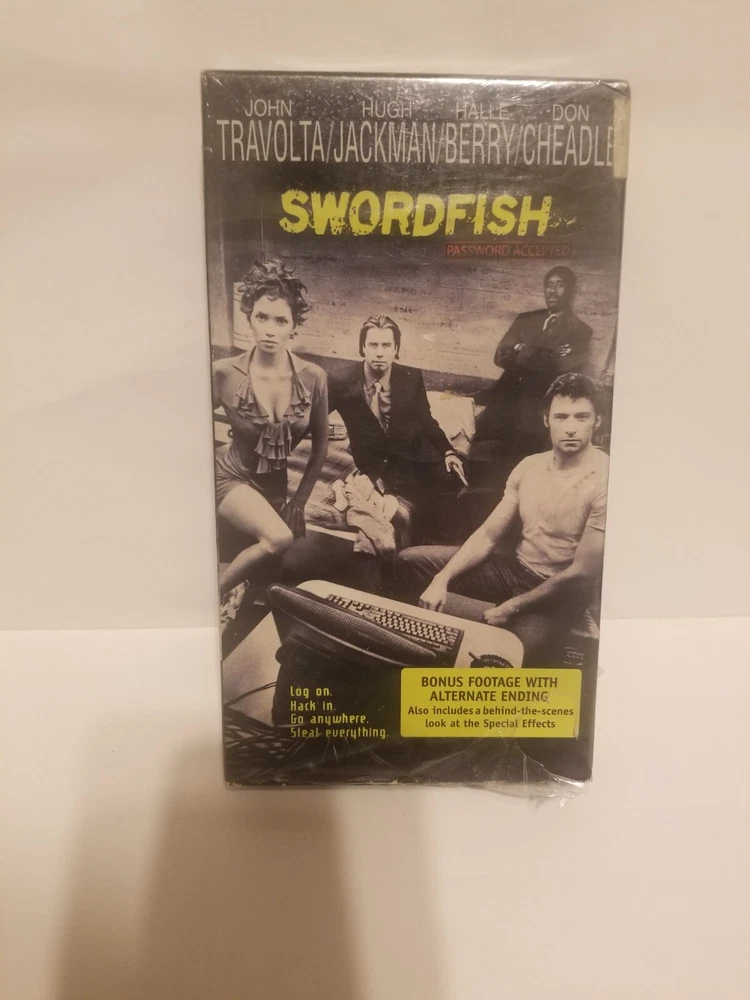 JOHN HUGH HALLE DON
TRAVOLTA/JACKMAN/BERRY/CHEADLE
SWORDFISH
PASSWORD ACCEPTED
Log on.
Hack in.
Go anywhere.
Steal everything.
BONUS FOOTAGE WITH
ALTERNATE ENDING
Also includes a behind-the-scenes
look at the Special Effects